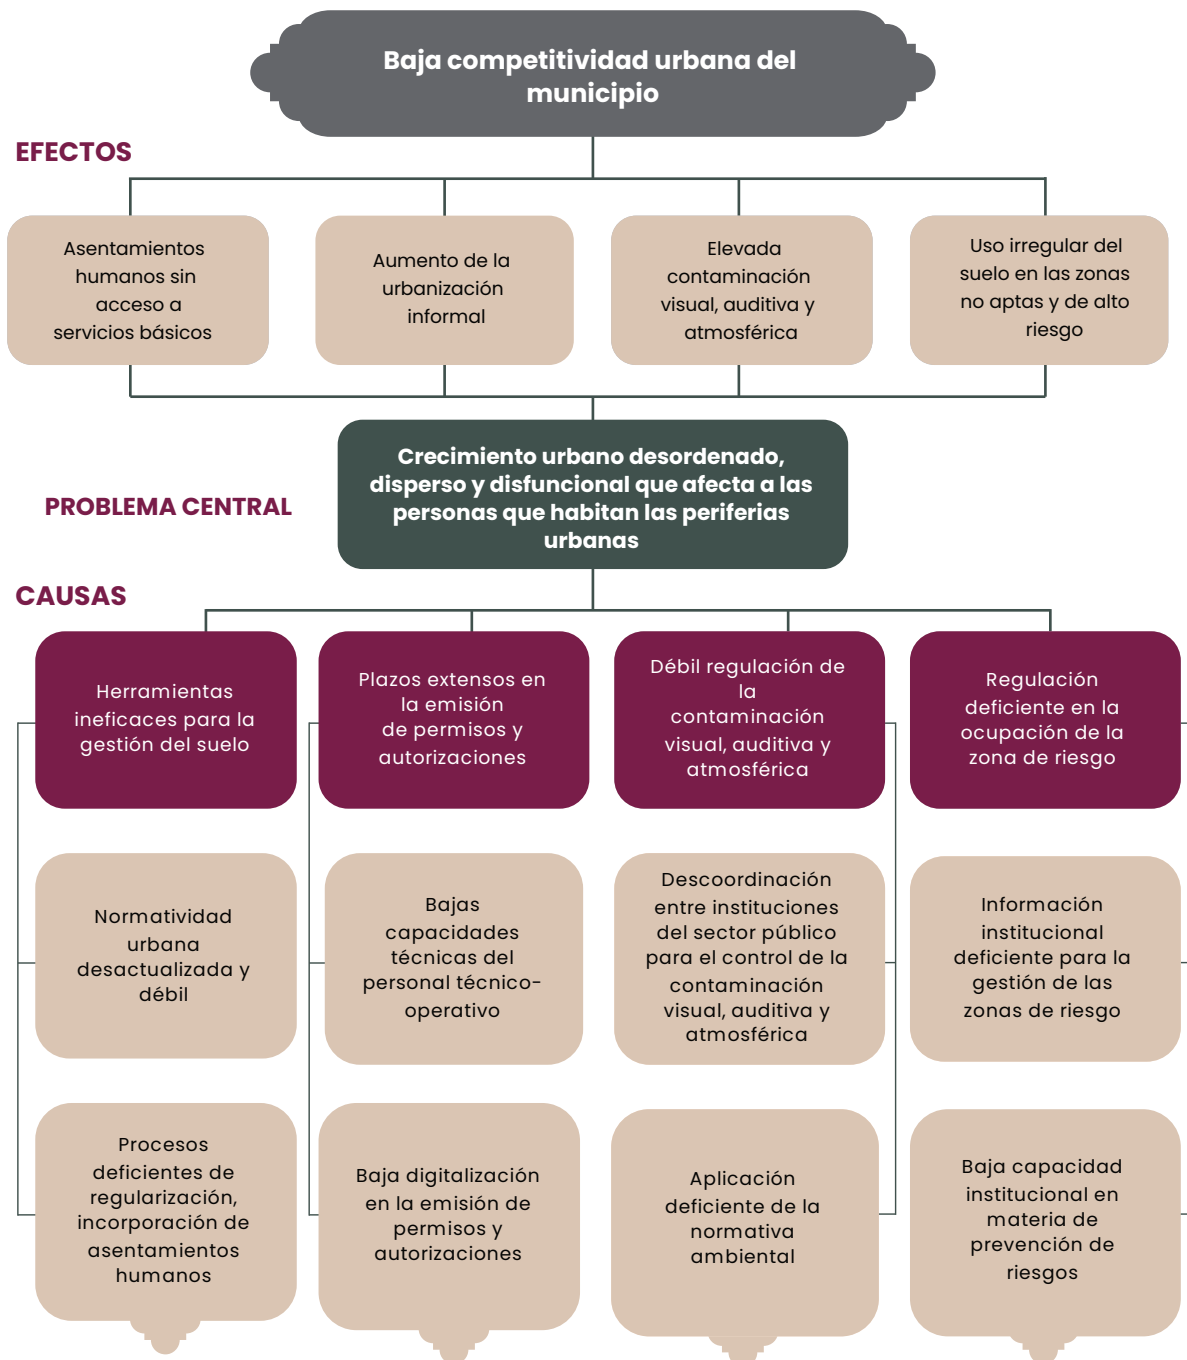 Baja competitividad urbana del
municipio
EFECTOS
Asentamientos
humanos sin
acceso a
servicios básicos
Aumento de la
urbanización
informal
Elevada
contaminación
visual, auditiva y
atmosférica
Uso irregular del
suelo en las zonas
no aptas y de alto
riesgo
PROBLEMA CENTRAL
Crecimiento urbano desordenado,
disperso y disfuncional que afecta a las
personas que habitan las periferias
urbanas
CAUSAS
Herramientas
ineficaces para la
gestión del suelo
Plazos extensos en
la emisión
de permisos y
autorizaciones
Débil regulación de
la
contaminación
visual, auditiva y
atmosférica
Regulación
deficiente en la
ocupación de la
zona de riesgo
Normatividad
urbana
desactualizada y
débil
Bajas
capacidades
técnicas del
personal técnico-
operativo
Descoordinación
entre instituciones
del sector público
para el control de la
contaminación
visual, auditiva y
atmosférica
Información
institucional
deficiente para la
gestión de las
zonas de riesgo
Procesos
deficientes de
regularización,
incorporación de
asentamientos
humanos
Baja digitalización
en la emisión de
permisos y
autorizaciones
Aplicación
deficiente de la
normativa
ambiental
Baja capacidad
institucional en
materia de
prevención de
riesgos